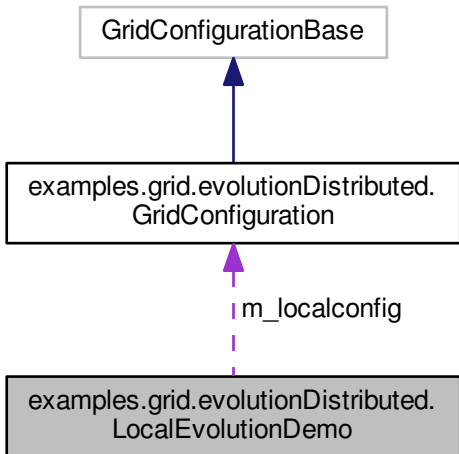 GridConfigurationBase
examples.grid.evolutionDistributed.
GridConfiguration
m_localconfig
examples.grid.evolutionDistributed.
LocalEvolutionDemo